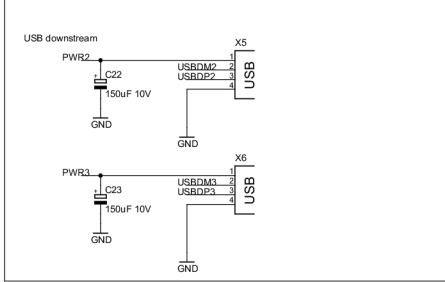 USB downstream
X5
PWR2
1
USBDM2 2
USBDP2 3
4
USB
+ C22
150uF 10V
GND
GND
X6
PWR3
1
USBDM3 2
USBDP3 3
4
USB
+ C23
150uF 10V
GND
GND